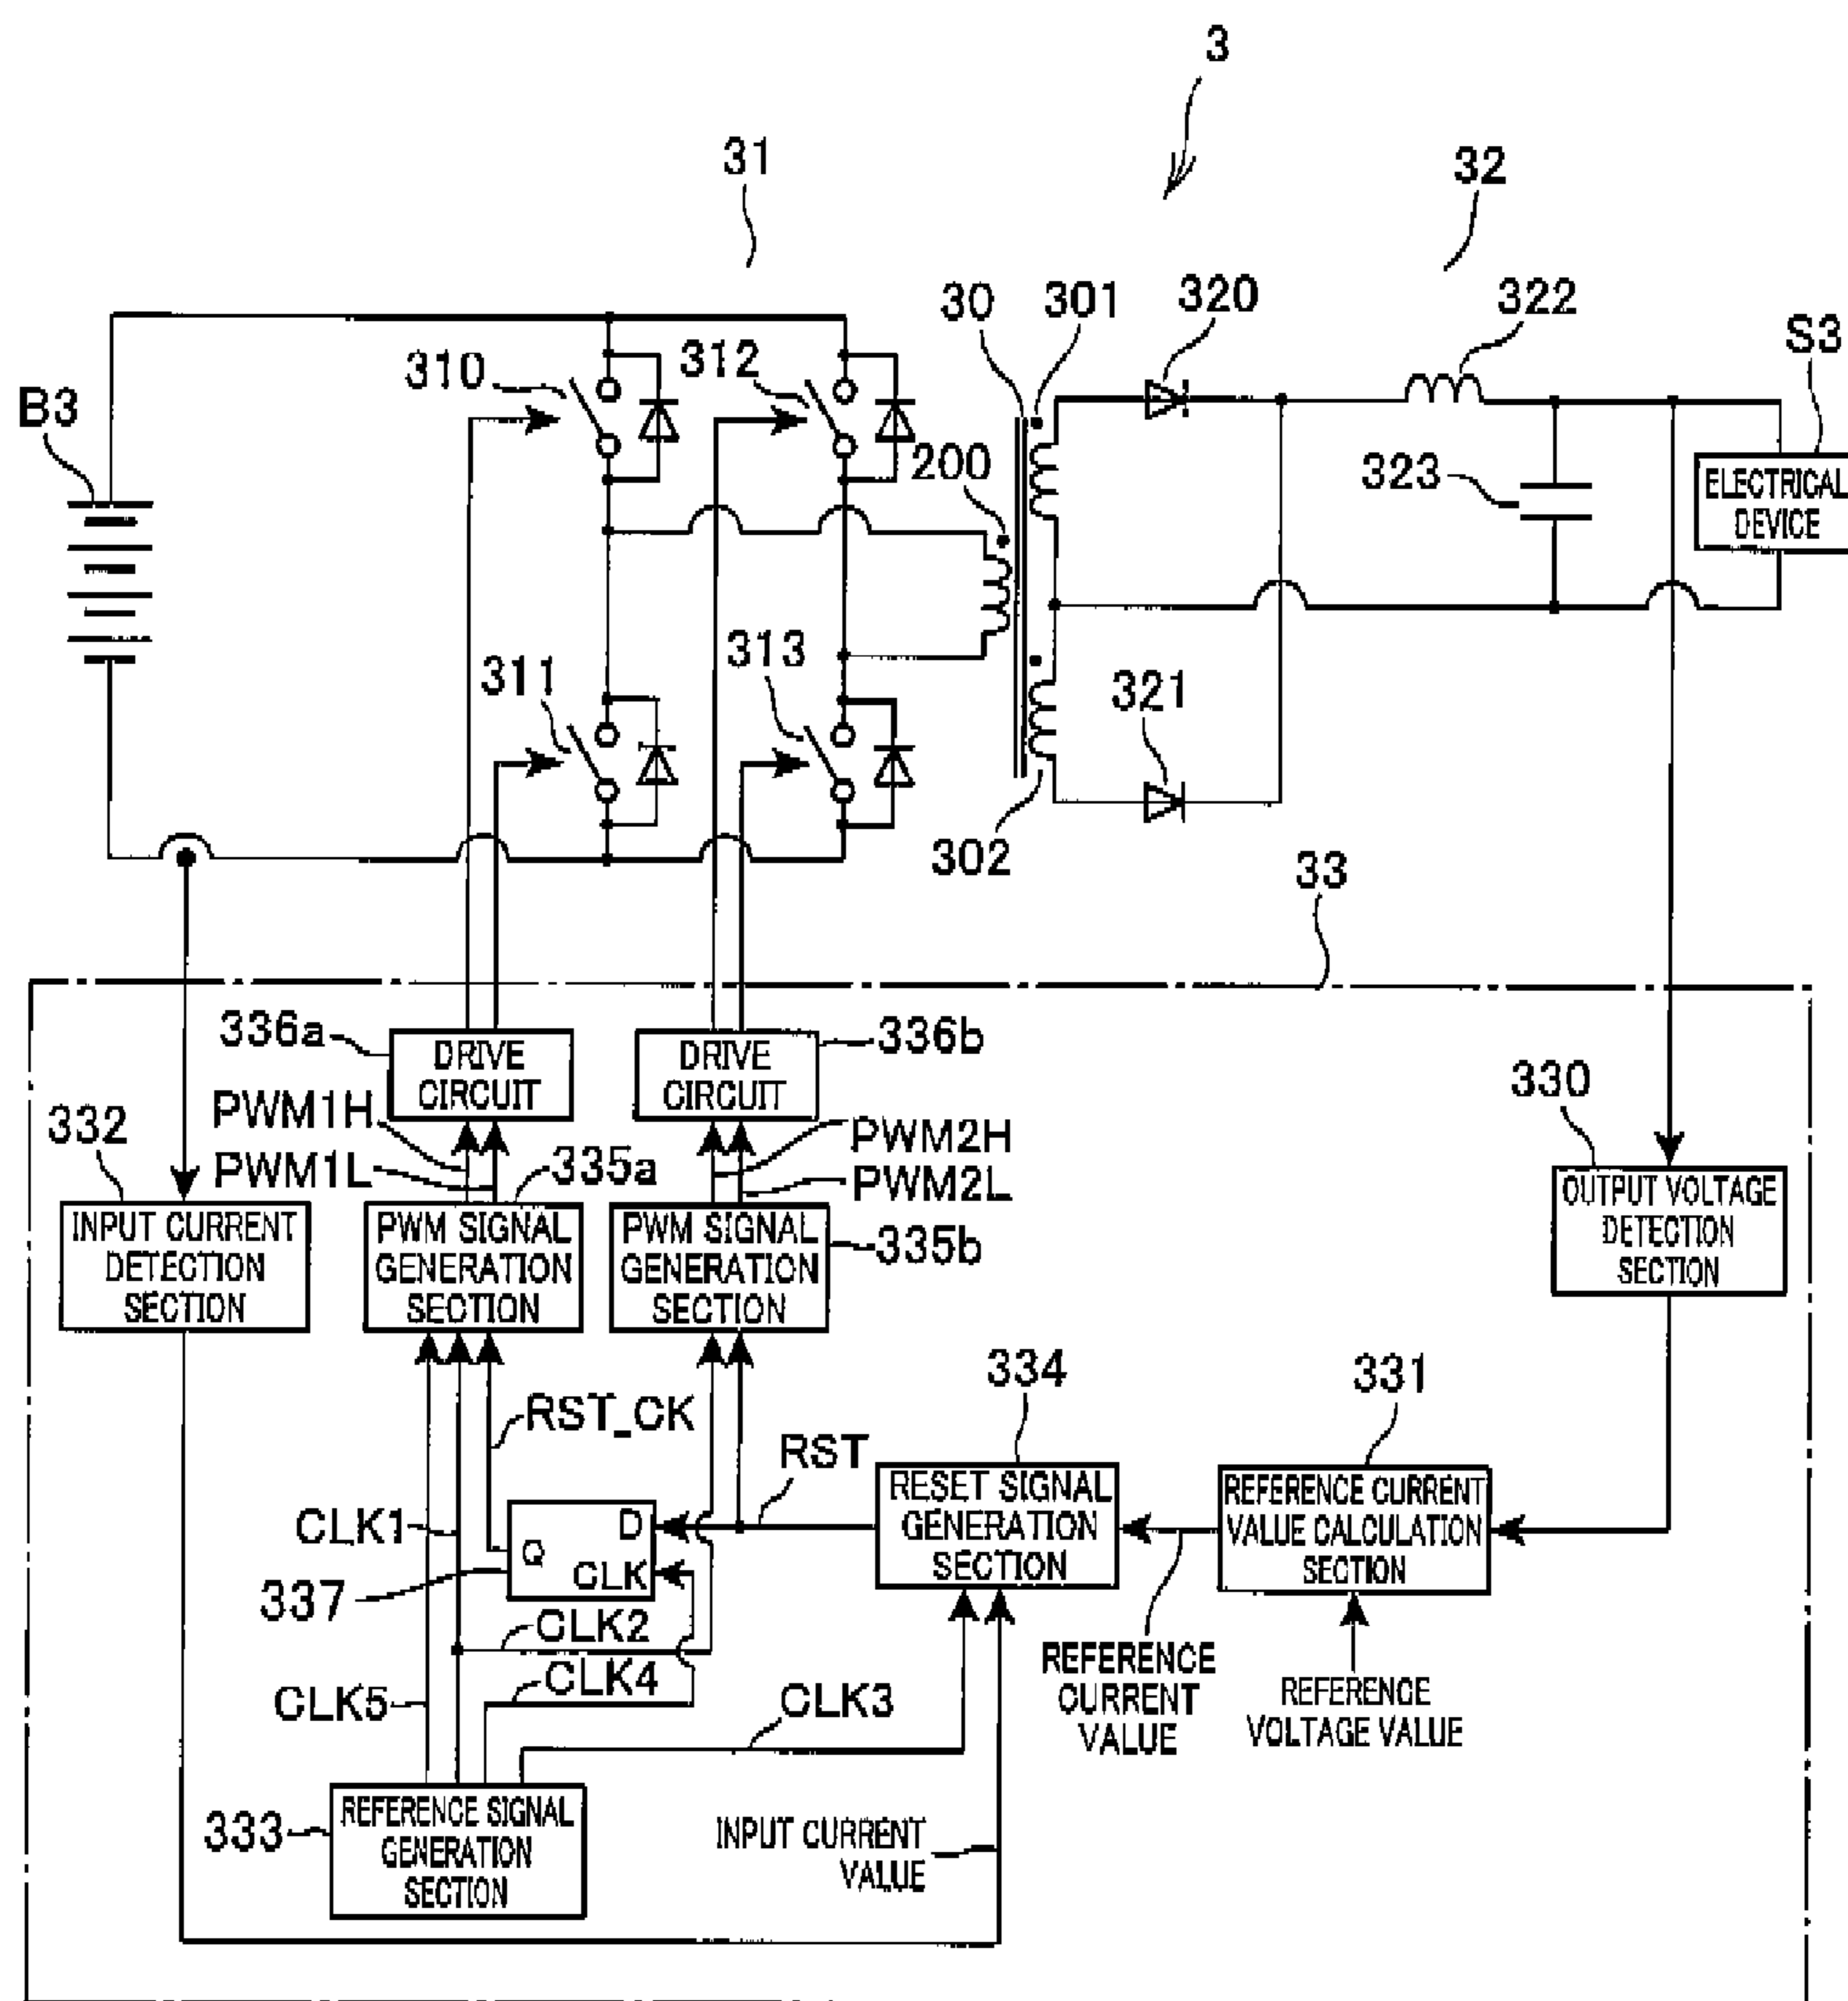 3
31
32
30
301
320
322
S3
310
312
B3
200
323
ELECTRICAL
DEVICE
311
313
321
302
33
336a
DRIVE
CIRCUIT
DRIVE
CIRCUIT
336b
330
332
PWM1H
PWM1L
335a
PWM2H
PWM2L
INPUT CURRENT
DETECTION
SECTION
PWM SIGNAL
GENERATION
SECTION
PWM SIGNAL
GENERATION
SECTION
335b
OUTPUT VOLTAGE
DETECTION
SECTION
334
331
RST_CK
RST
RESET SIGNAL
GENERATION
SECTION
REFERENCE CURRENT
VALUE CALCULATION
SECTION
CLK1
D
Q
CLK
337
CLK2
CLK4
CLK5
CLK3
REFERENCE
CURRENT
VALUE
REFERENCE
VOLTAGE VALUE
333
REFERENCE SIGNAL
GENERATION
SECTION
INPUT CURRENT
VALUE